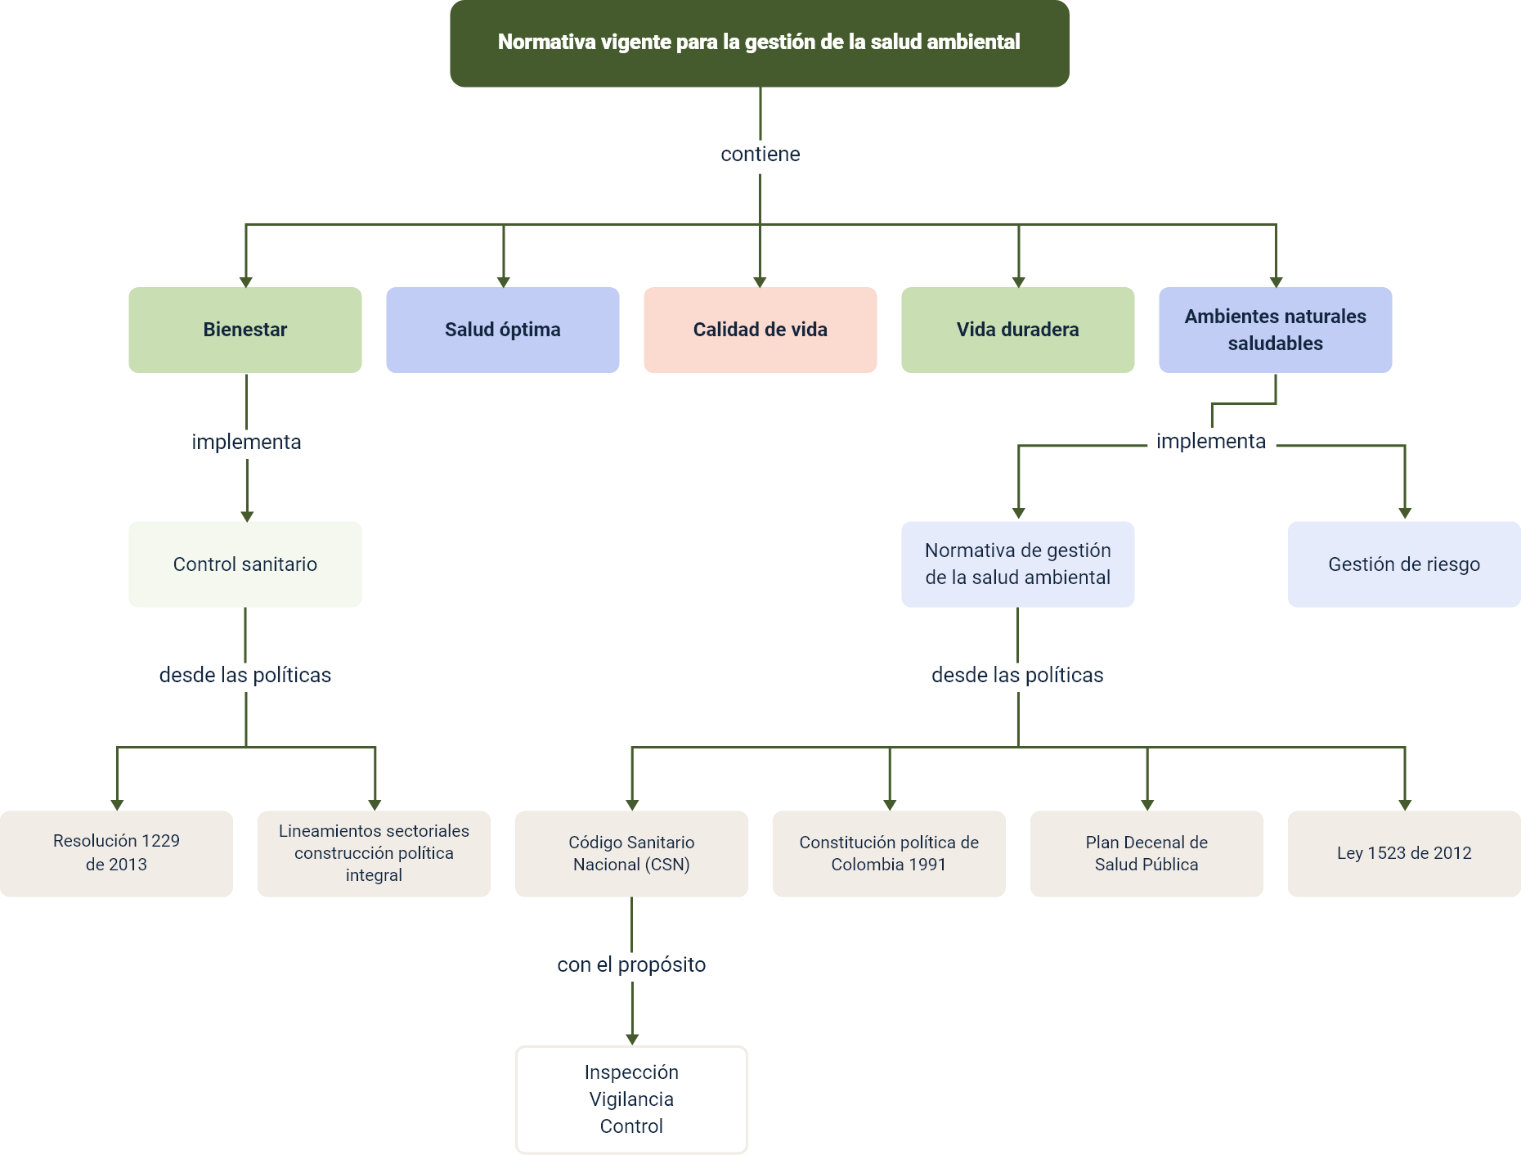 Normativa vigente para la gestión de la salud ambiental
contiene
Bienestar
Salud óptima
Calidad de vida
Vida duradera
Ambientes naturales
saludables
implementa
implementa
Control sanitario
Normativa de gestión
de la salud ambiental
Gestión de riesgo
desde las políticas
desde las políticas
Resolución 1229
de 2013
Lineamientos sectoriales
construcción política
integral
Código Sanitario
Nacional (CSN)
Constitución política de
Colombia 1991
Plan Decenal de
Salud Pública
Ley 1523 de 2012
con el propósito
Inspección
Vigilancia
Control